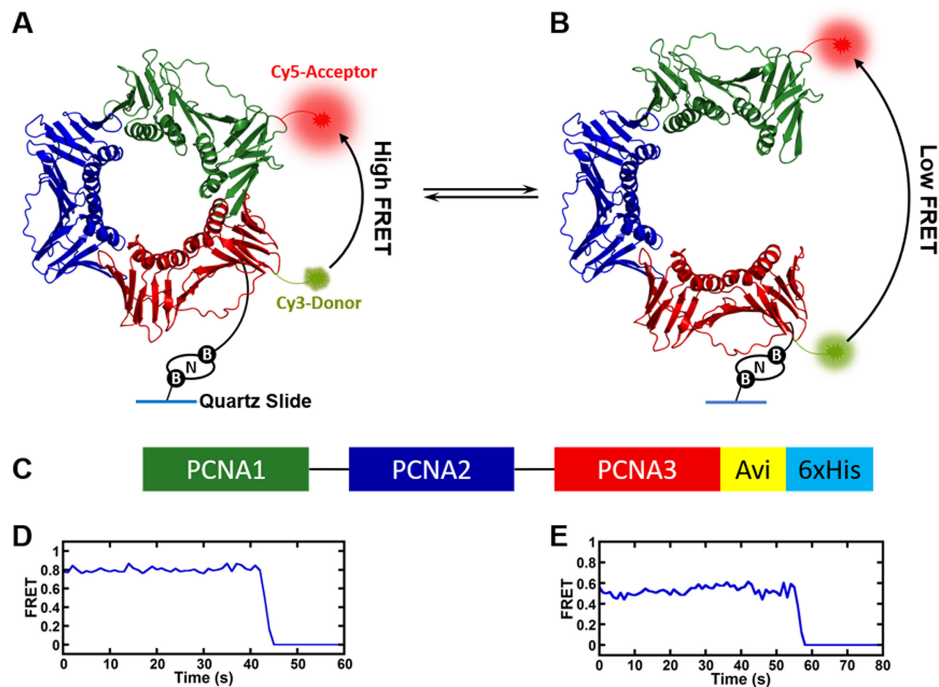 A
B
Cy5-Acceptor
High FRET
Cy3-Donor
B
N
B
Quartz Slide
Low FRET
B
N
B
C
PCNA1
PCNA2
PCNA3
Avi
6xHis
D
FRET
1
0.8
0.6
0.4
0.2
0
0
10
20
30
40
50
60
Time (s)
E
FRET
1
0.8
0.6
0.4
0.2
0
0
10
20
30
40
50
60
70
80
Time (s)